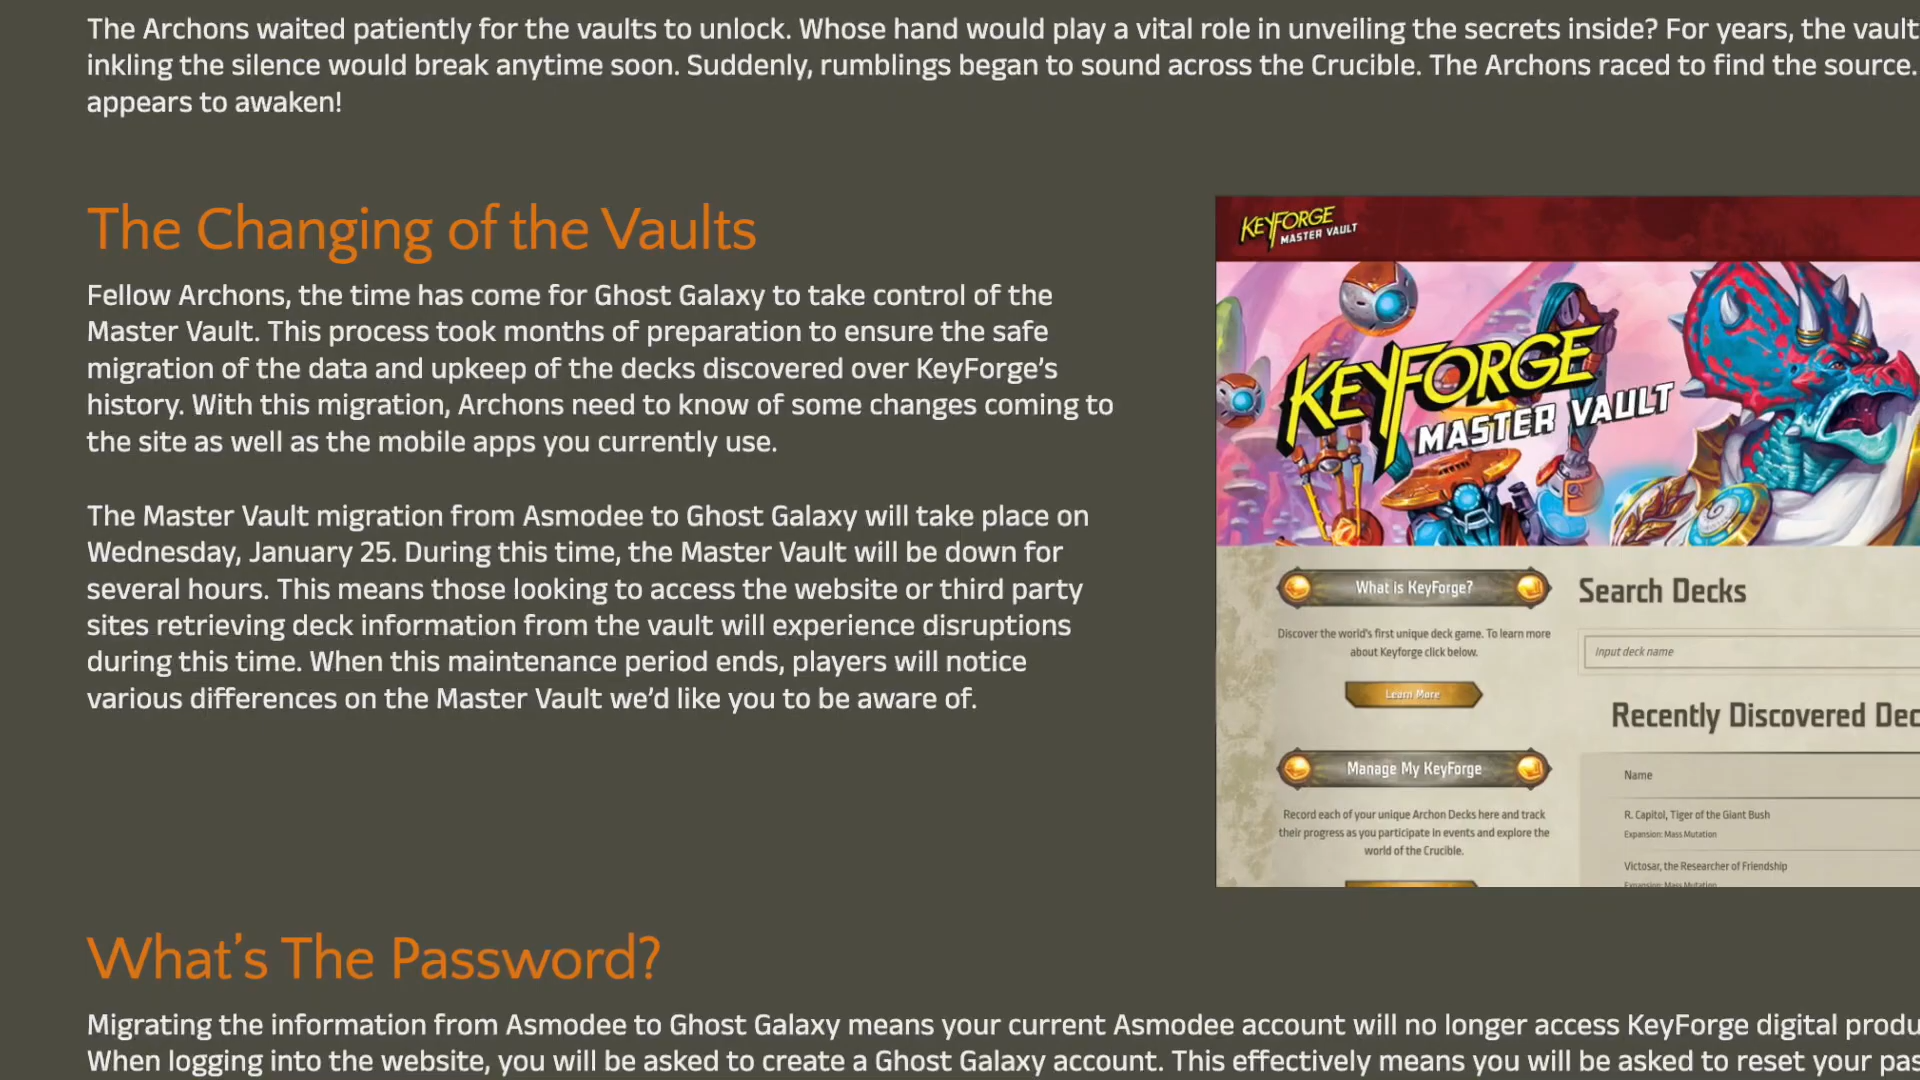 The Archons waited patiently for the vaults to unlock. Whose hand would play a vital role in unveiling the secrets inside? For years, the vault
inkling the silence would break anytime soon. Suddenly, rumblings began to sound across the Crucible. The Archons raced to find the source.
appears to awaken!
The Changing of the Vaults
Fellow Archons, the time has come for Ghost Galaxy to take control of the
Master Vault. This process took months of preparation to ensure the safe
migration of the data and upkeep of the decks discovered over KeyForge’s
history. With this migration, Archons need to know of some changes coming to
the site as well as the mobile apps you currently use.
The Master Vault migration from Asmodee to Ghost Galaxy will take place on
Wednesday, January 25. During this time, the Master Vault will be down for
several hours. This means those looking to access the website or third party
sites retrieving deck information from the vault will experience disruptions
during this time. When this maintenance period ends, players will notice
various differences on the Master Vault we’d like you to be aware of.
KEYFORGE
MASTER VAULT
KEYFORGE
MASTER VAULT
What is KeyForge?
Discover the world's first unique deck game. To learn more
about Keyforge click below.
Learn More
Manage My KeyForge
Record each of your unique Archon Decks here and track
their progress as you participate in events and explore the
world of the Crucible.
Search Decks
Input deck name
Recently Discovered Dec
Name
R. Capitol, Tiger of the Giant Bush
Expansion: Mass Mutation
Victosar, the Researcher of Friendship
Expansion: Mass Mutation
What’s The Password?
Migrating the information from Asmodee to Ghost Galaxy means your current Asmodee account will no longer access KeyForge digital produ
When logging into the website, you will be asked to create a Ghost Galaxy account. This effectively means you will be asked to reset your pas